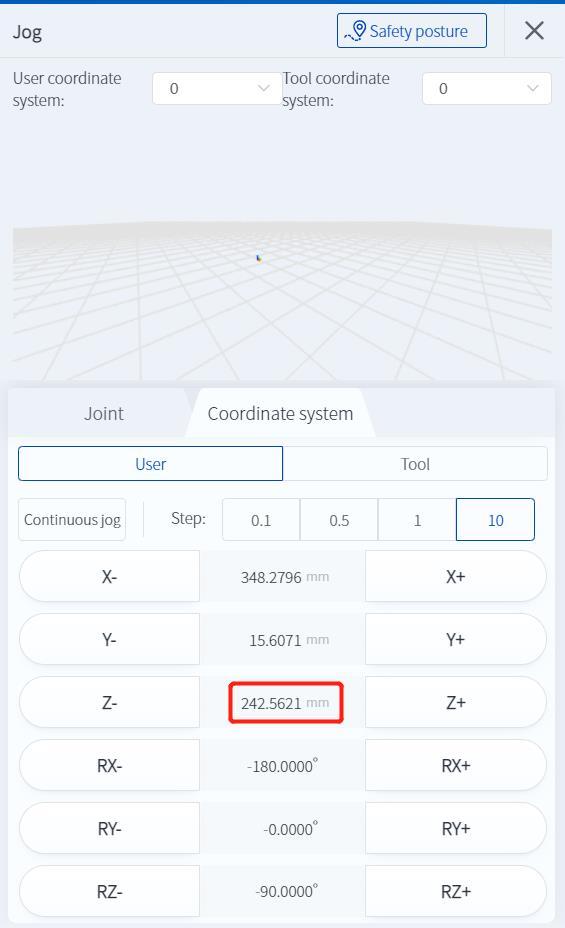 Jog
Safety posture
User coordinate system:
0
Tool coordinate system:
0
Joint
Coordinate system
User
Tool
Continuous jog
Step:
0.1
0.5
1
10
X-
348.2796 mm
X+
Y-
15.6071 mm
Y+
Z-
242.5621 mm
Z+
RX-
-180.0000°
RX+
RY-
-0.0000°
RY+
RZ-
-90.0000°
RZ+